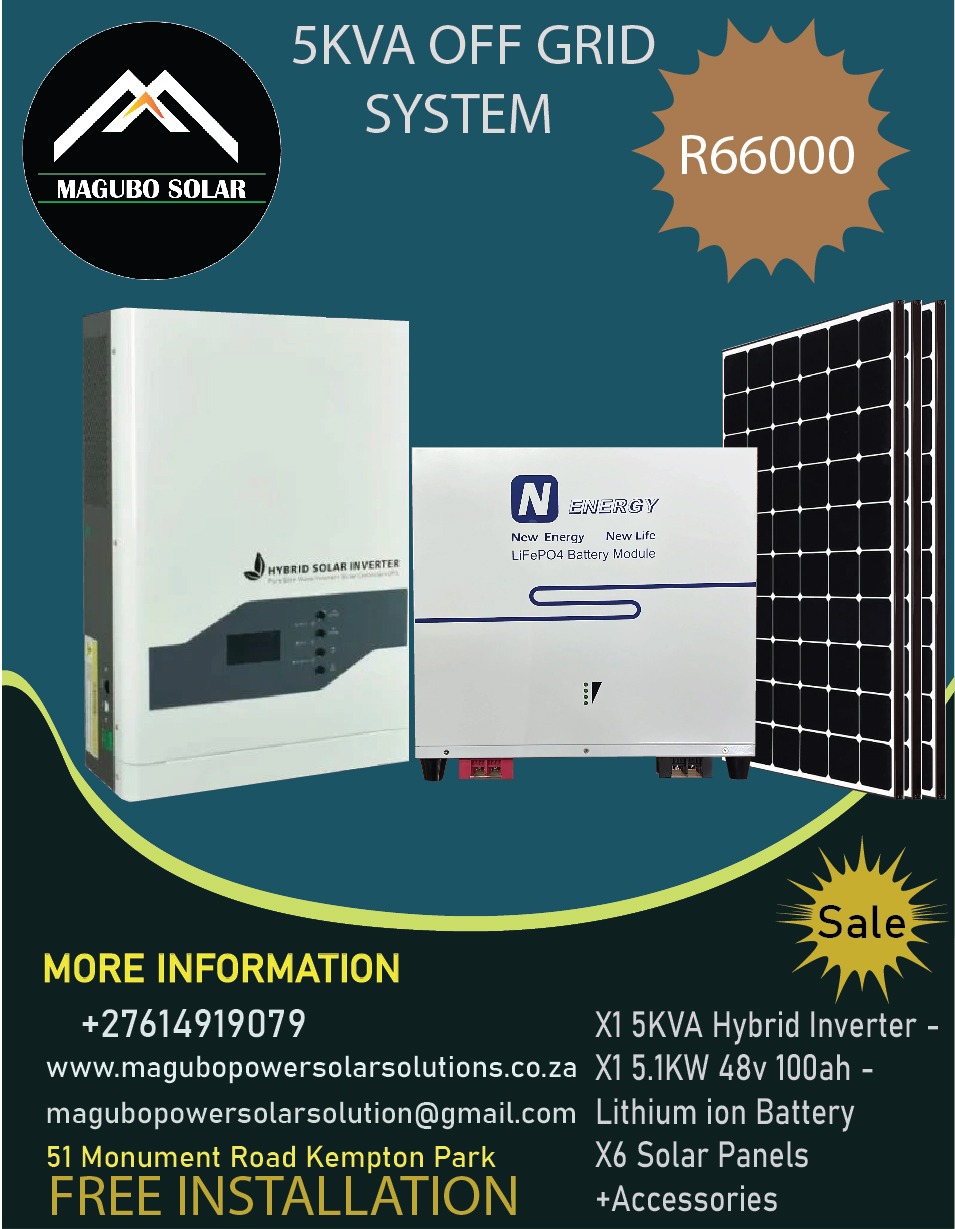 5KVA OFF GRID
SYSTEM
R66000
MAGUBO SOLAR
HYBRID SOLAR INVERTER
N ENERGY
New Energy New Life
LiFePO4 Battery Module
Sale
MORE INFORMATION
+27614919079
www.magubopowersolarsolutions.co.za
magubopowersolarsolution@gmail.com
51 Monument Road Kempton Park
FREE INSTALLATION
X1 5KVA Hybrid Inverter -
X1 5.1KW 48v 100ah -
Lithium ion Battery
X6 Solar Panels
+Accessories